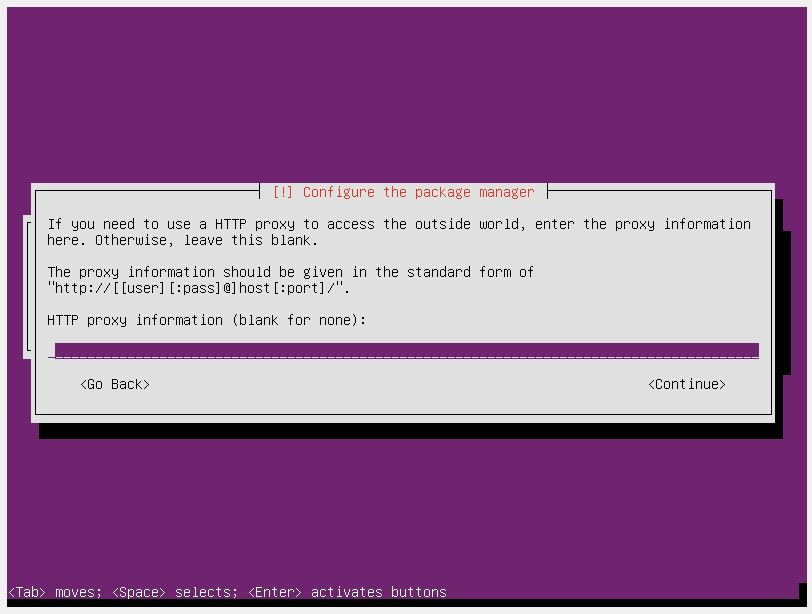 [!] Configure the package manager
If you need to use a HTTP proxy to access the outside world, enter the proxy information
here. Otherwise, leave this blank.
The proxy information should be given in the standard form of
"http://[[user][:pass]@]host[:port]/".
HTTP proxy information (blank for none):
<Go Back> <Continue>
<Tab> moves; <Space> selects; <Enter> activates buttons